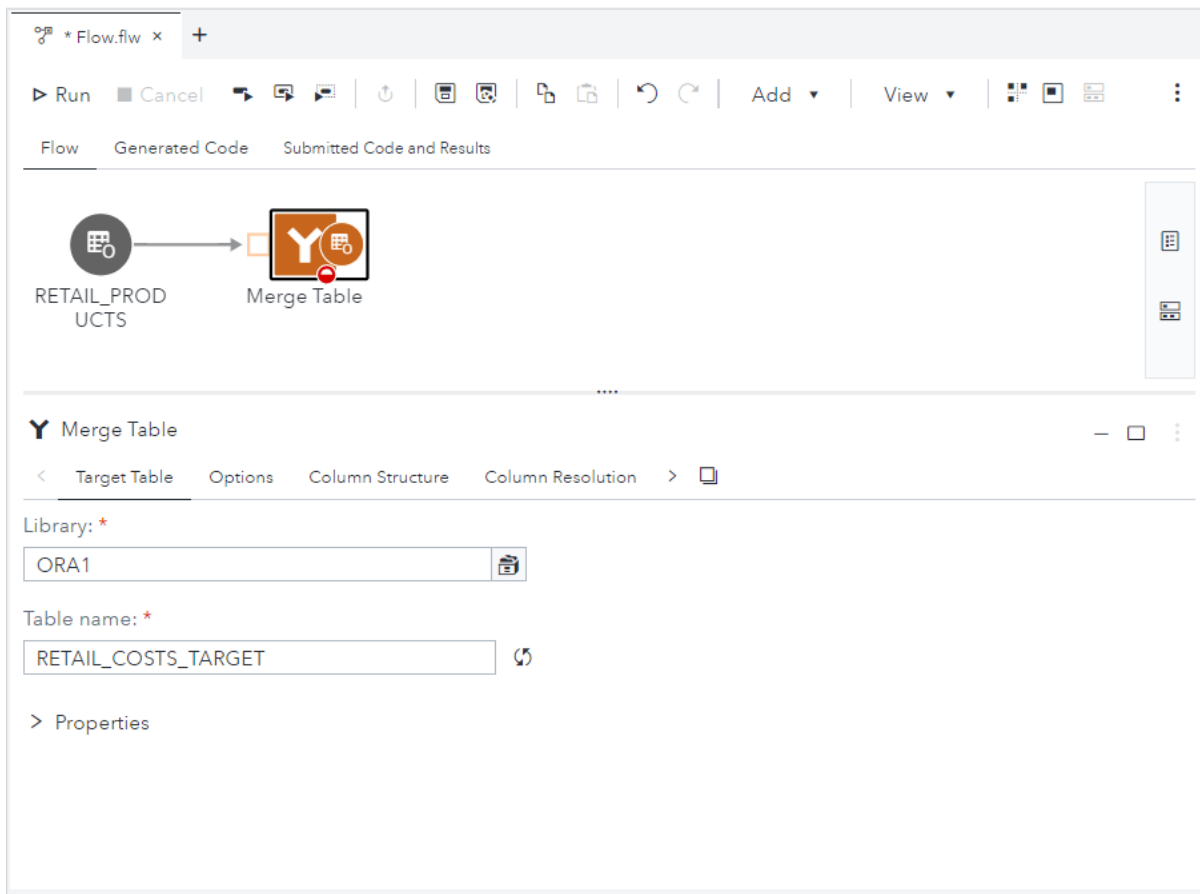 * Flow.flw × +
Run Cancel Add View
Flow Generated Code Submitted Code and Results
RETAIL_PROD
UCTS
Merge Table
Merge Table
Target Table Options Column Structure Column Resolution
Library: *
ORA1
Table name: *
RETAIL_COSTS_TARGET
Properties